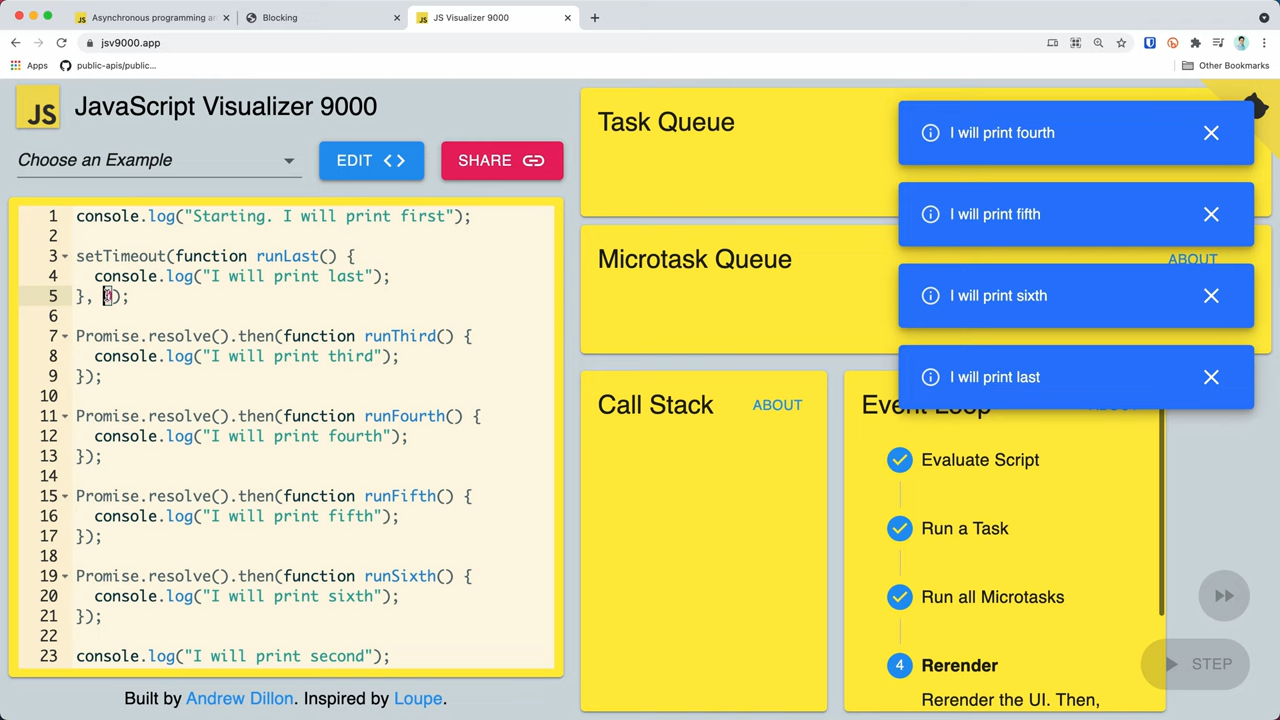 Asynchronous programming a
Blocking
JS Visualizer 9000
jsv9000.app
Apps
public-apis/public...
Other Bookmarks
JS
JavaScript Visualizer 9000
Choose an Example
EDIT
SHARE
1 console.log("Starting. I will print first");
2
3 setTimeout(function runLast() {
4 console.log("I will print last");
5 }, 0);
6
7 Promise.resolve().then(function runThird() {
8 console.log("I will print third");
9 });
10
11 Promise.resolve().then(function runFourth() {
12 console.log("I will print fourth");
13 });
14
15 Promise.resolve().then(function runFifth() {
16 console.log("I will print fifth");
17 });
18
19 Promise.resolve().then(function runSixth() {
20 console.log("I will print sixth");
21 });
22
23 console.log("I will print second");
Built by Andrew Dillon. Inspired by Loupe.
Task Queue
Microtask Queue
ABOUT
I will print fourth
I will print fifth
I will print sixth
I will print last
Call Stack
ABOUT
Event Loop
Evaluate Script
Run a Task
Run all Microtasks
4 Rerender
Rerender the UI. Then,
STEP